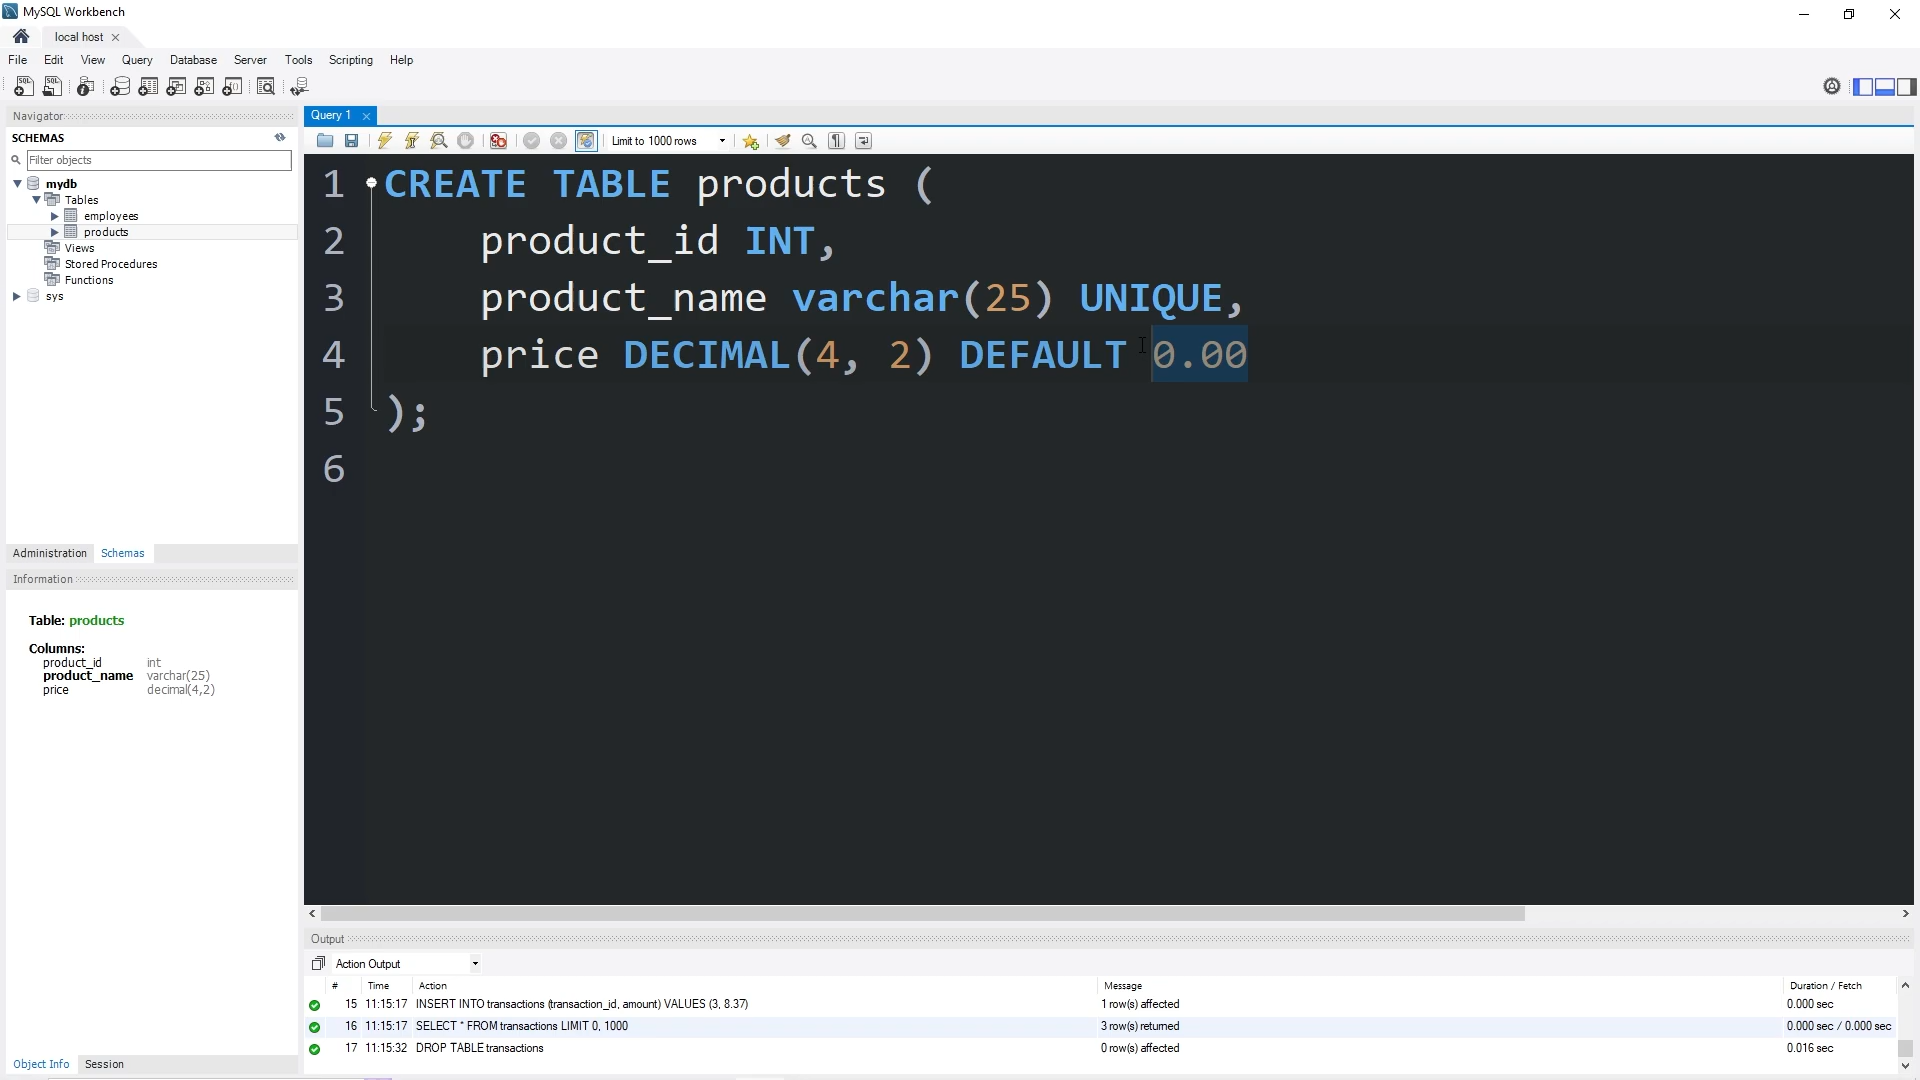 MySQL Workbench
local host
File Edit View Query Database Server Tools Scripting Help
Navigator
SCHEMAS
Filter objects
mydb
Tables
employees
products
Views
Stored Procedures
Functions
sys
Administration Schemas
Information
Table: products
Columns:
product_id int
product_name varchar(25)
price decimal(4,2)
Object Info Session
Query 1
Limit to 1000 rows
1 CREATE TABLE products (
2 product_id INT,
3 product_name varchar(25) UNIQUE,
4 price DECIMAL(4, 2) DEFAULT 0.00
5 );
6
Output
Action Output
# Time Action Message Duration / Fetch
15 11:15:17 INSERT INTO transactions (transaction_id, amount) VALUES (3, 8.37) 1 row(s) affected 0.000 sec
16 11:15:17 SELECT * FROM transactions LIMIT 0, 1000 3 row(s) returned 0.000 sec / 0.000 sec
17 11:15:32 DROP TABLE transactions 0 row(s) affected 0.016 sec